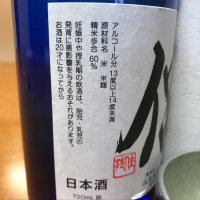 アルコール分 13度以上14度未満
原材料名 米 米麹
精米歩合 60%
妊娠中や授乳期の飲酒は、胎児・乳児の
発育に悪影響を与えるおそれがあります。
お酒は20才になってから
日本酒
720mL 詰